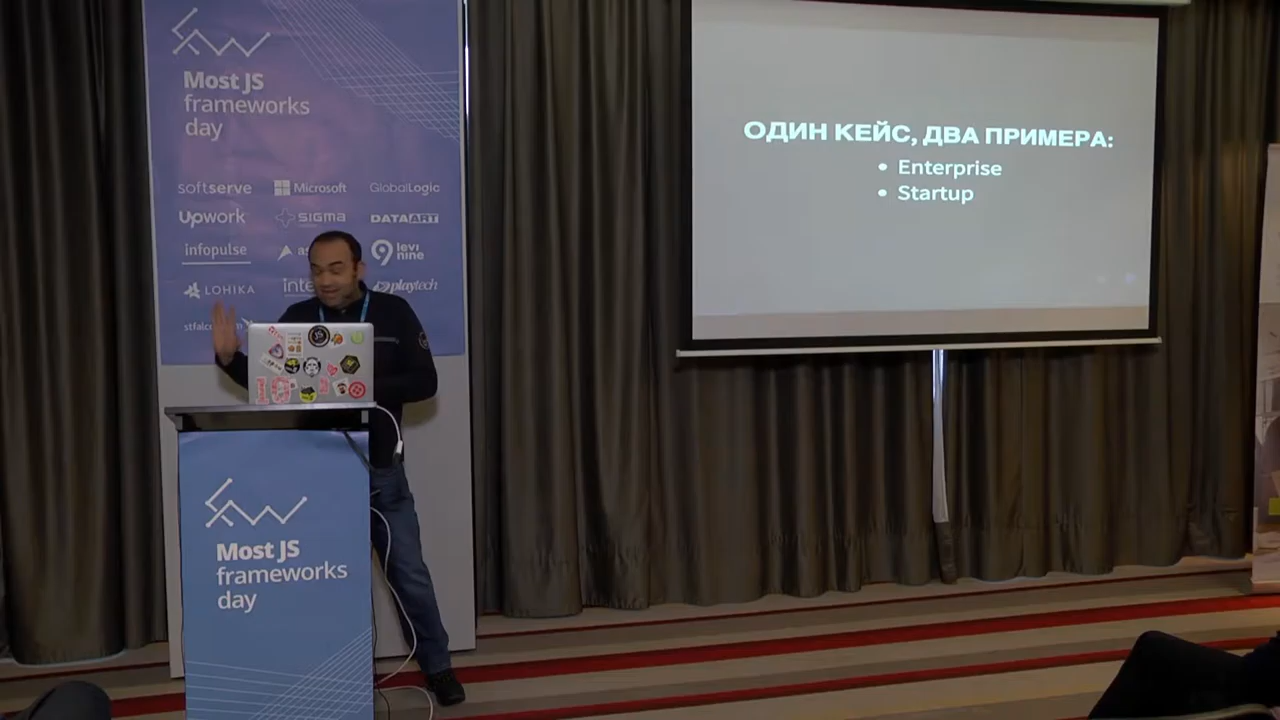 Most JS
frameworks
day
softserve Microsoft GlobalLogic
Upwork SIGMA DATAART
infopulse levi nine
LOHIKA playtech
ОДИН КЕЙС, ДВА ПРИМЕРА:
• Enterprise
• Startup
Most JS
frameworks
day